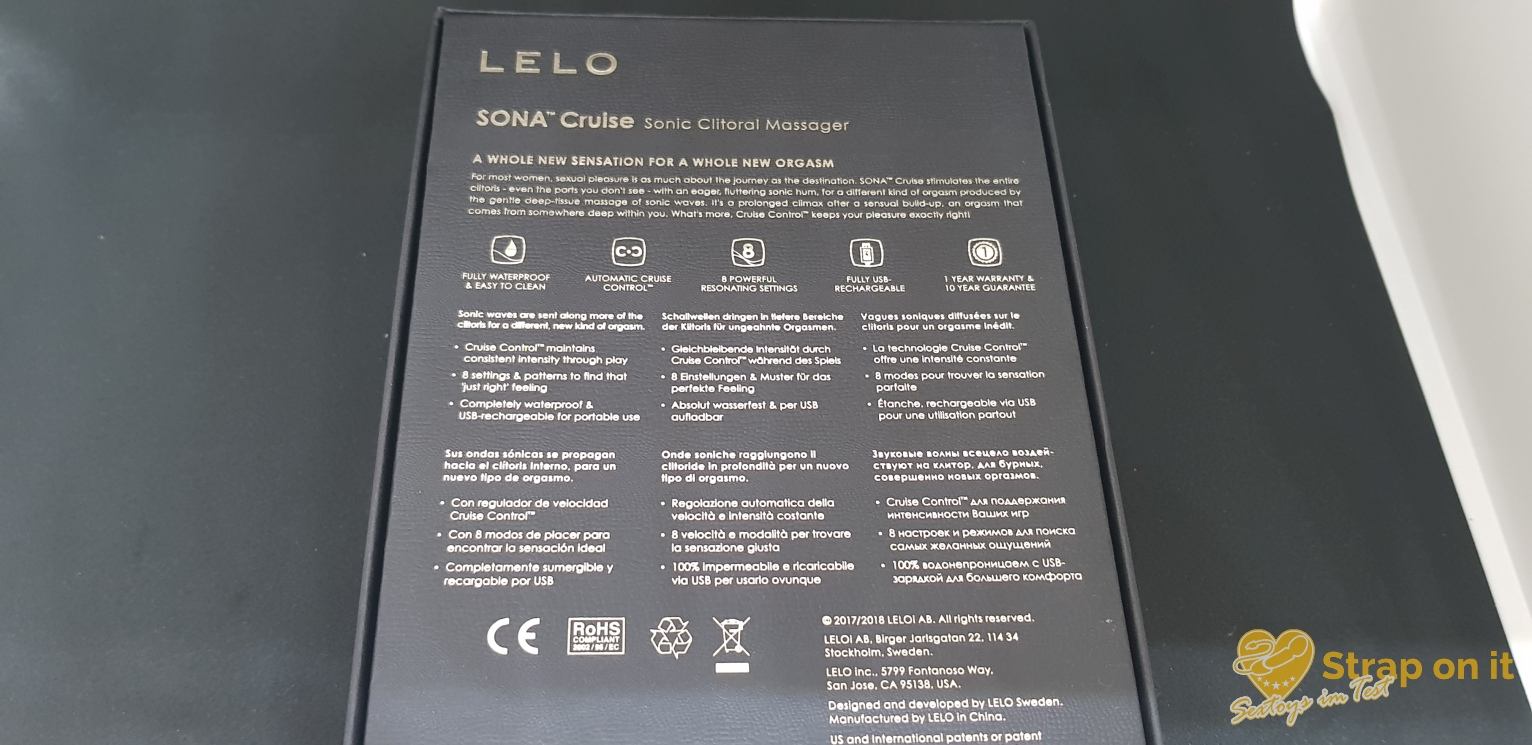 LELO
SONA™ Cruise Sonic Clitoral Massager
A WHOLE NEW SENSATION FOR A WHOLE NEW ORGASM
For most women, sexual pleasure is as much about the journey as the destination. SONA™ Cruise stimulates the entire
clitoris - even the parts you don't see - with an eager, fluttering sonic hum, for a different kind of orgasm produced by
the gentle deep-tissue massage of sonic waves. It's a prolonged climax after a sensual build-up, an orgasm that
comes from somewhere deep within you. What's more, Cruise Control™ keeps your pleasure exactly right!
8
1
FULLY WATERPROOF
& EASY TO CLEAN
AUTOMATIC CRUISE
CONTROL™
8 POWERFUL
RESONATING SETTINGS
FULLY USB-
RECHARGEABLE
1 YEAR WARRANTY &
10 YEAR GUARANTEE
Sonic waves are sent along more of the
clitoris for a different, new kind of orgasm.
• Cruise Control™ maintains
consistent intensity through play
• 8 settings & patterns to find that
'just right' feeling
• Completely waterproof &
USB-rechargeable for portable use
Schallwellen dringen in tiefere Bereiche
der Klitoris für ungeahnte Orgasmen.
• Gleichbleibende Intensität durch
Cruise Control™ während des Spiels
• 8 Einstellungen & Muster für das
perfekte Feeling
• Absolut wasserfest & per USB
aufladbar
Vagues soniques diffusées sur le
clitoris pour un orgasme inédit.
• La technologie Cruise Control™
offre une intensité constante
• 8 modes pour trouver la sensation
parfaite
• Étanche, rechargeable via USB
pour une utilisation partout
Sus ondas sónicas se propagan
hacia el clítoris interno, para un
nuevo tipo de orgasmo.
• Con regulador de velocidad
Cruise Control™
• Con 8 modos de placer para
encontrar la sensación ideal
• Completamente sumergible y
recargable por USB
Onde soniche raggiungono il
clitoride in profondità per un nuovo
tipo di orgasmo.
• Regolazione automatica della
velocità e intensità costante
• 8 velocità e modalità per trovare
la sensazione giusta
• 100% impermeabile e ricaricabile
via USB per usarlo ovunque
Звуковые волны всецело воздей-
ствуют на клитор, для бурных,
совершенно новых оргазмов.
• Cruise Control™ для поддержания
интенсивности Ваших игр
• 8 настроек и режимов для поиска
самых желанных ощущений
• 100% водонепроницаем с USB-
зарядкой для большего комфорта
CE
RoHS
COMPLIANT
2002/95/EC
© 2017/2018 LELOi AB. All rights reserved.
LELOi AB, Birger Jarlsgatan 22, 114 34
Stockholm, Sweden.
LELO inc., 5799 Fontanoso Way,
San Jose, CA 95138, USA.
Designed and developed by LELO Sweden.
Manufactured by LELO in China.
US and International patents or patent
Strap on it
Sextoys im Test